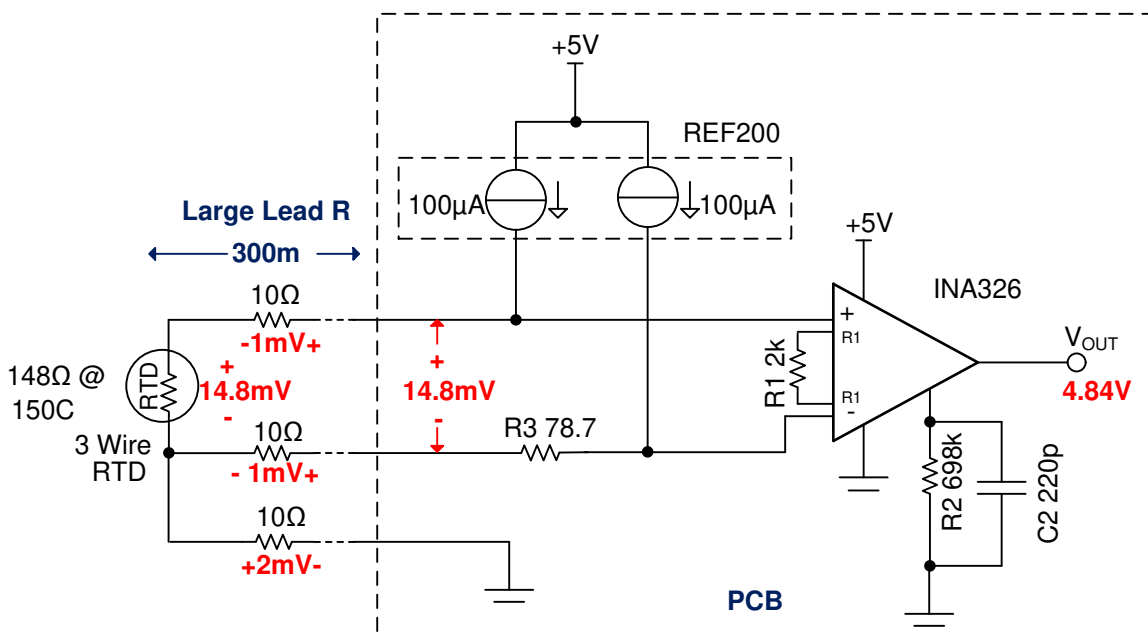 +5V
REF200
100µA
100µA
Large Lead R
300m
+5V
INA326
10Ω
-1mV+
+
R1
R1 2k
R1
-
V_OUT
4.84V
148Ω @
150C
RTD
+
14.8mV
-
+
14.8mV
-
3 Wire
RTD
10Ω
- 1mV+
R3 78.7
R2 698k
C2 220p
10Ω
+2mV-
PCB